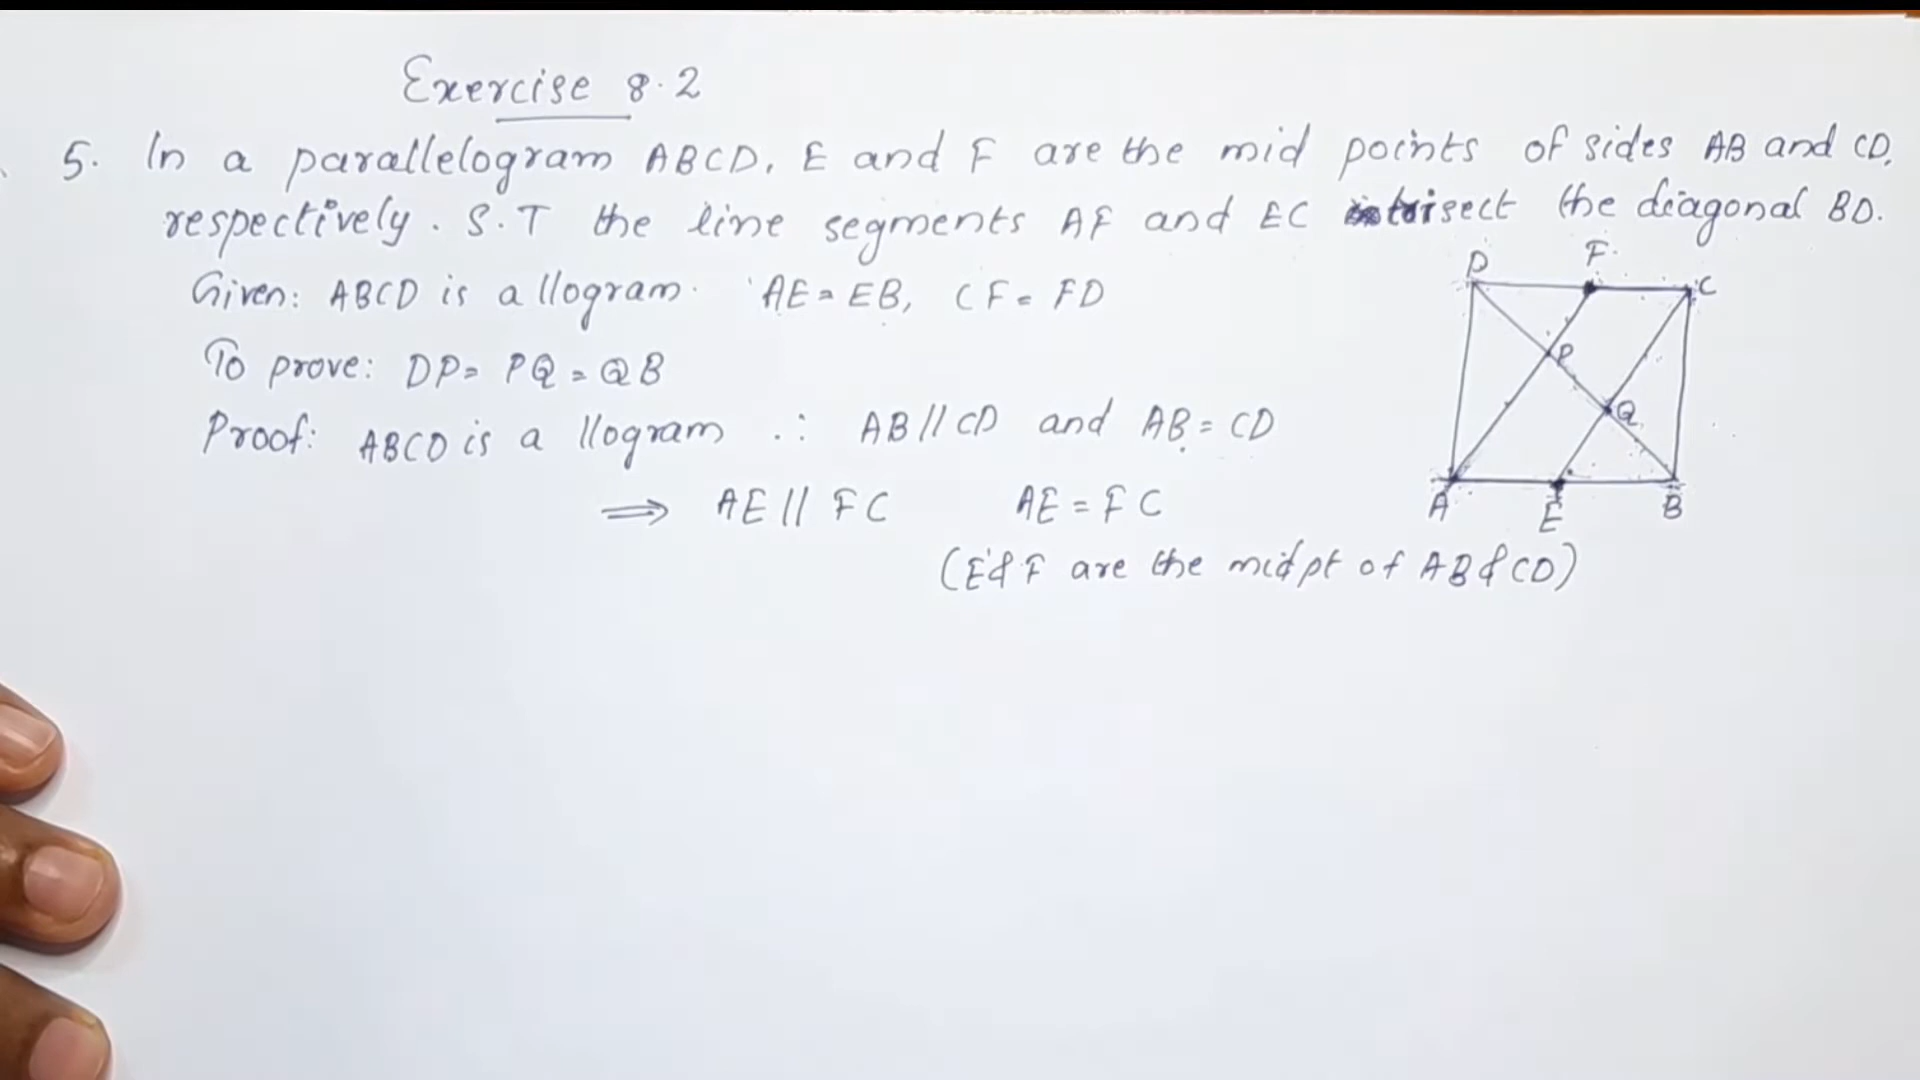 Exercise 8.2
5. In a parallelogram ABCD, E and F are the mid points of sides AB and CD,
respectively. S.T the line segments AF and EC trisect the diagonal BD.
Given: ABCD is a llogram. AE = EB, CF = FD
To prove: DP = PQ = QB
Proof: ABCD is a llogram ∴ AB // CD and AB = CD
⟹ AE // FC AE = FC
(E & F are the midpt of AB & CD)
D F C
P
Q
A E B